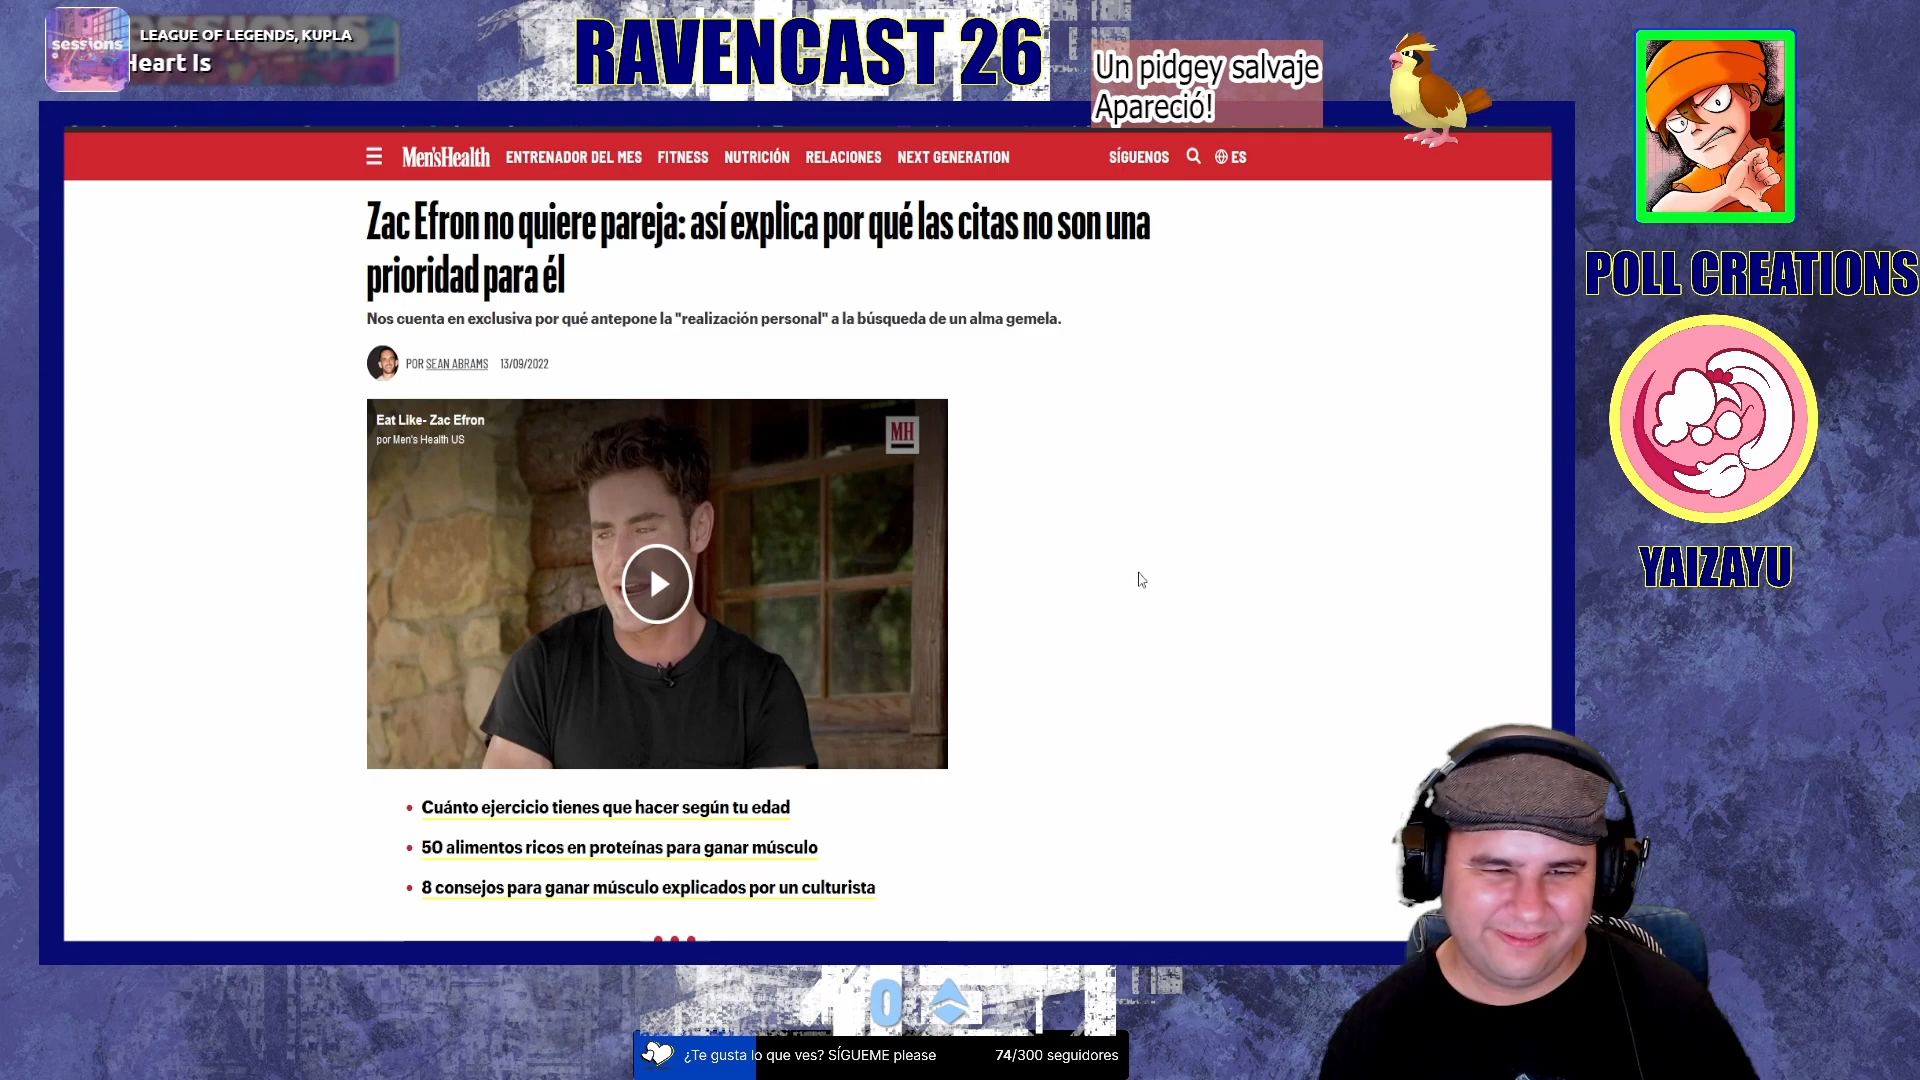 sessions
LEAGUE OF LEGENDS, KUPLA
Heart Is
RAVENCAST 26
Un pidgey salvaje
Apareció!
Men'sHealth
ENTRENADOR DEL MES
FITNESS
NUTRICIÓN
RELACIONES
NEXT GENERATION
SÍGUENOS
ES
Zac Efron no quiere pareja: así explica por qué las citas no son una
prioridad para él
Nos cuenta en exclusiva por qué antepone la "realización personal" a la búsqueda de un alma gemela.
POR SEAN ABRAMS 13/09/2022
Eat Like- Zac Efron
por Men's Health US
MH
• Cuánto ejercicio tienes que hacer según tu edad
• 50 alimentos ricos en proteínas para ganar músculo
• 8 consejos para ganar músculo explicados por un culturista
POLL CREATIONS
YAIZAYU
0
¿Te gusta lo que ves? SÍGUEME please
74/300 seguidores